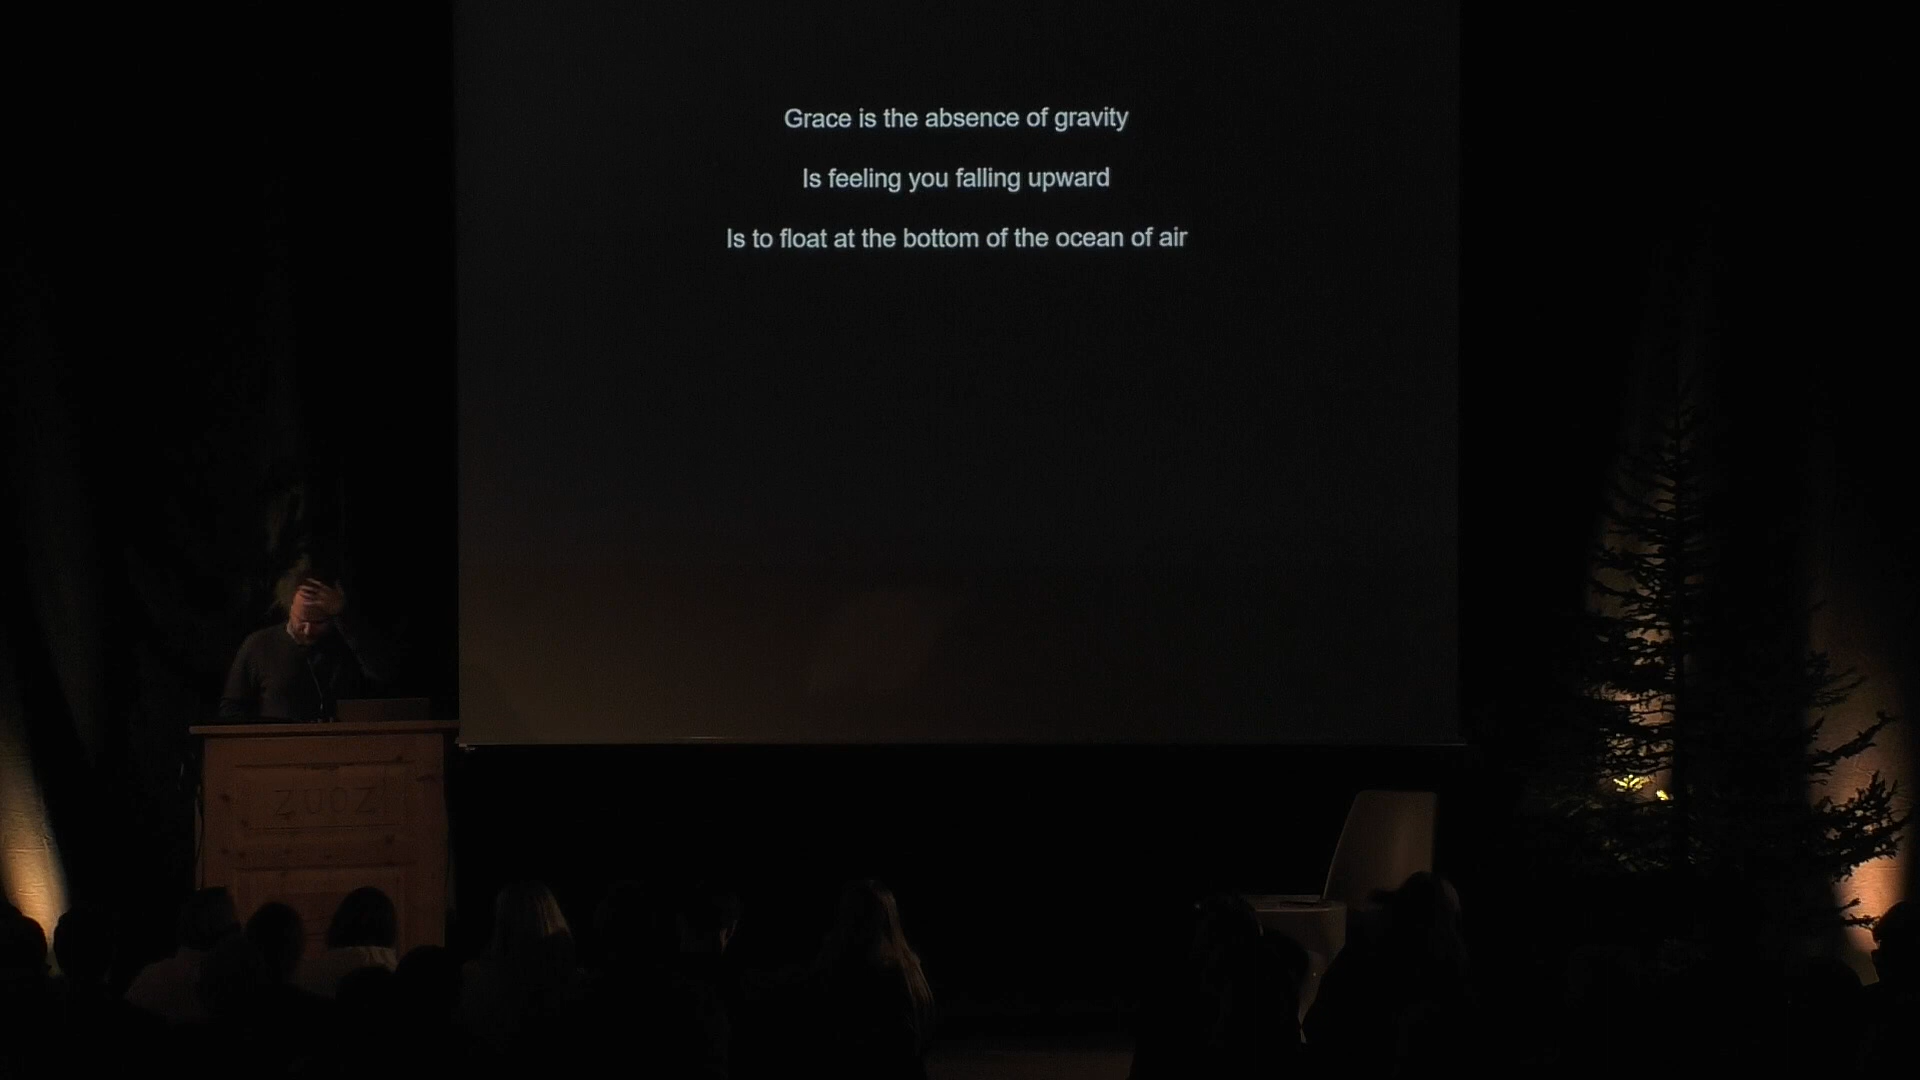 Grace is the absence of gravity
Is feeling you falling upward
Is to float at the bottom of the ocean of air
ZUOZ